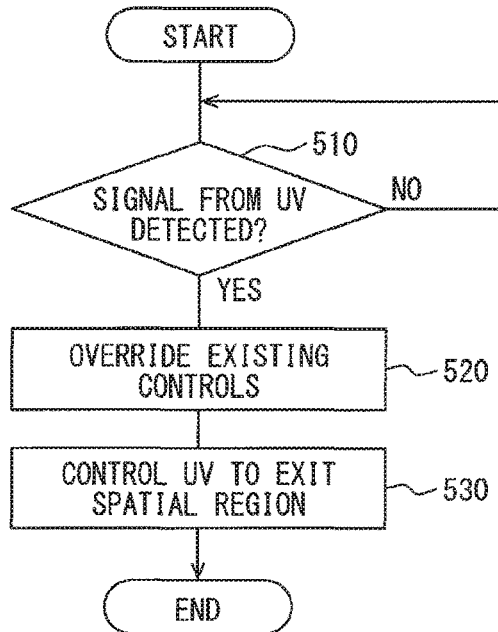 START
510
SIGNAL FROM UV
DETECTED?
NO
YES
OVERRIDE EXISTING
CONTROLS
520
CONTROL UV TO EXIT
SPATIAL REGION
530
END